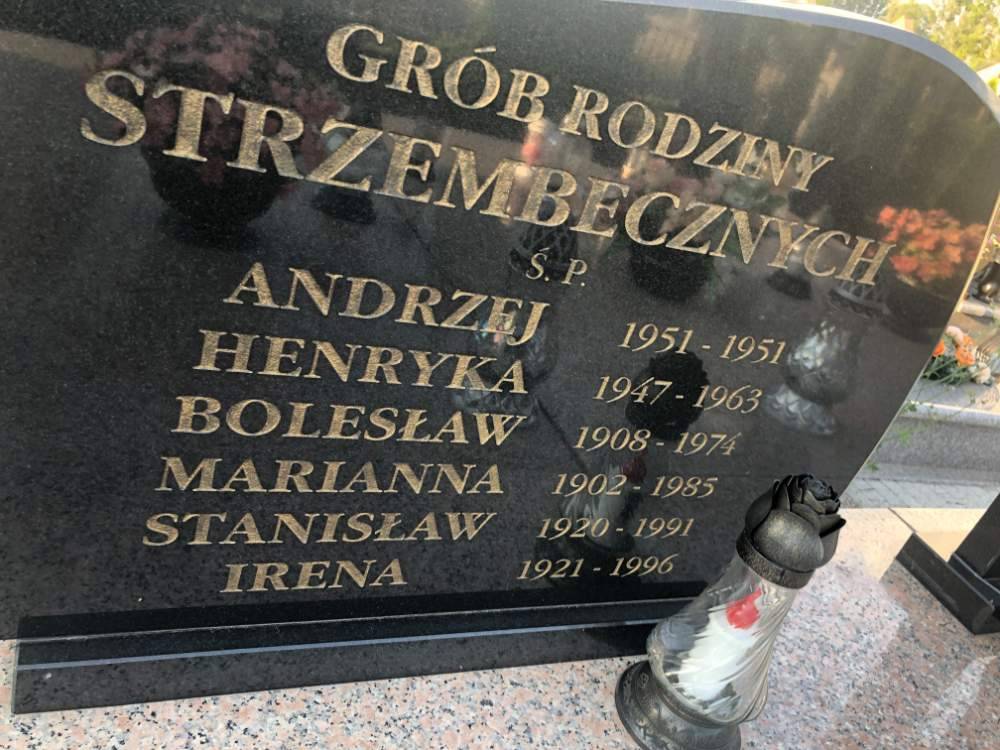 GRÓB RODZINY
STRZEMBECZNYCH
Ś. P.
ANDRZEJ 1951 - 1951
HENRYKA 1947 - 1963
BOLESŁAW 1908 - 1974
MARIANNA 1902 - 1985
STANISŁAW 1920 - 1991
IRENA 1921 - 1996